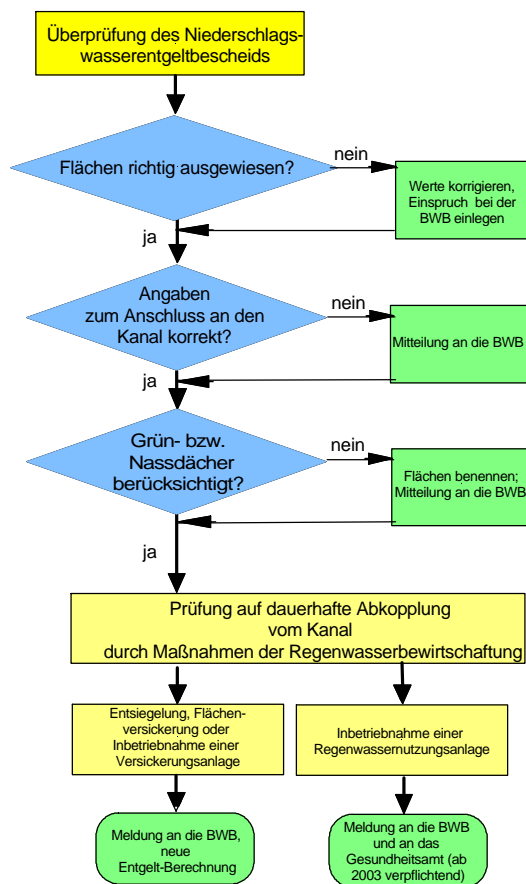 Überprüfung des Niederschlags-
wasserentgeltbescheids
Flächen richtig ausgewiesen?
nein
Werte korrigieren,
Einspruch bei der
BWB einlegen
ja
Angaben
zum Anschluss an den
Kanal korrekt?
nein
Mitteilung an die BWB
ja
Grün- bzw.
Nassdächer
berücksichtigt?
nein
Flächen benennen;
Mitteilung an die BWB
ja
Prüfung auf dauerhafte Abkopplung
vom Kanal
durch Maßnahmen der Regenwasserbewirtschaftung
Entsiegelung, Flächen-
versickerung oder
Inbetriebnahme einer
Versickerungsanlage
Inbetriebnahme einer
Regenwassernutzungsanlage
Meldung an die BWB,
neue
Entgelt-Berechnung
Meldung an die BWB
und an das
Gesundheitsamt (ab
2003 verpflichtend)